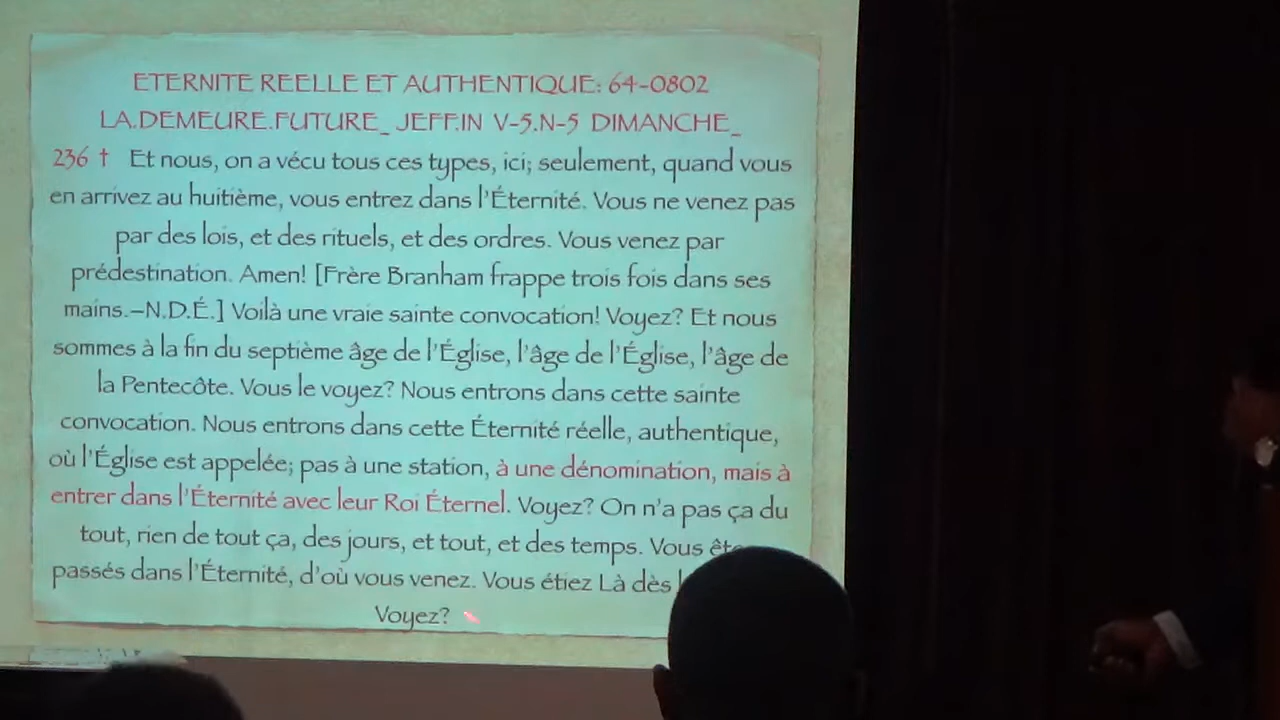 ETERNITE REELLE ET AUTHENTIQUE: 64-0802
LA.DEMEURE.FUTURE_ JEFF.IN V-5.N-5 DIMANCHE_
236 † Et nous, on a vécu tous ces types, ici; seulement, quand vous
en arrivez au huitième, vous entrez dans l'Éternité. Vous ne venez pas
par des lois, et des rituels, et des ordres. Vous venez par
prédestination. Amen! [Frère Branham frappe trois fois dans ses
mains.–N.D.É.] Voilà une vraie sainte convocation! Voyez? Et nous
sommes à la fin du septième âge de l'Église, l'âge de l'Église, l'âge de
la Pentecôte. Vous le voyez? Nous entrons dans cette sainte
convocation. Nous entrons dans cette Éternité réelle, authentique,
où l'Église est appelée; pas à une station, à une dénomination, mais à
entrer dans l'Éternité avec leur Roi Éternel. Voyez? On n'a pas ça du
tout, rien de tout ça, des jours, et tout, et des temps. Vous
passés dans l'Éternité, d'où vous venez. Vous étiez Là dès
Voyez?